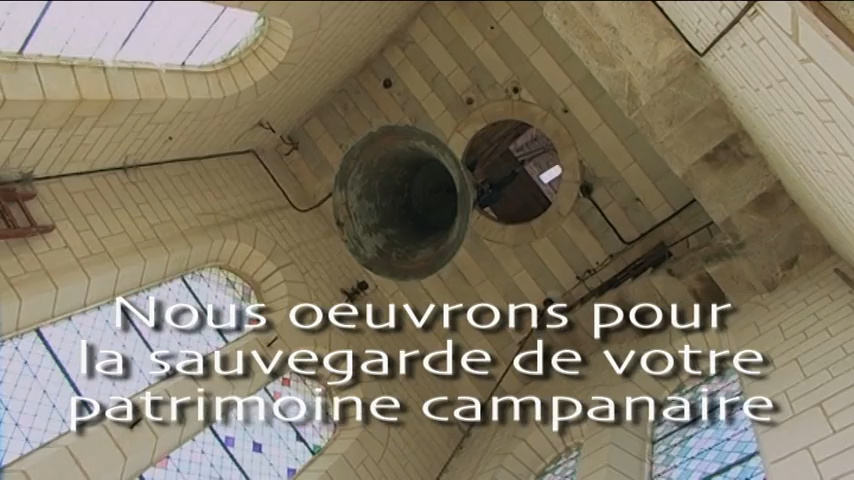 Nous oeuvrons pour
la sauvegarde de votre
patrimoine campanaire